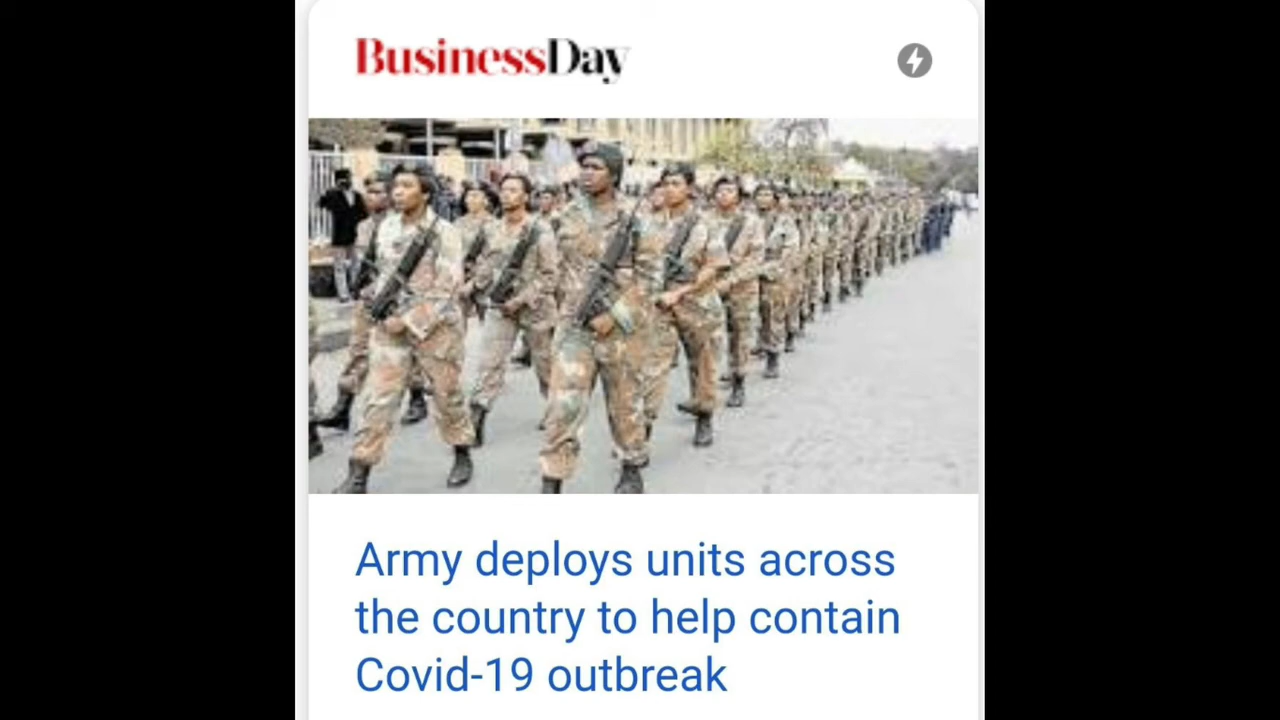 BusinessDay
Army deploys units across
the country to help contain
Covid-19 outbreak